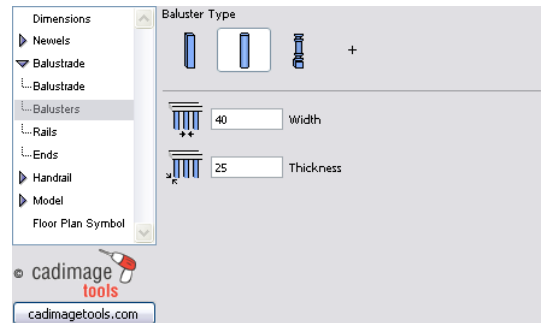 Dimensions
Newels
Balustrade
Balustrade
Balusters
Rails
Ends
Handrail
Model
Floor Plan Symbol
© cadimage
tools
cadimagetools.com
Baluster Type
+
40 Width
25 Thickness